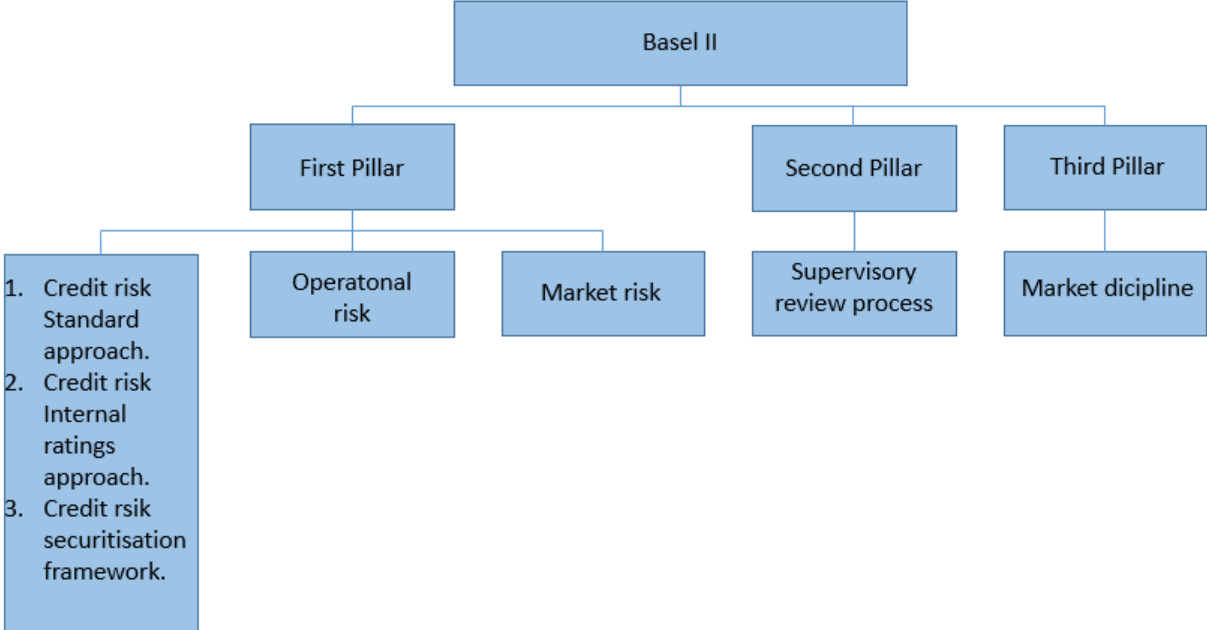 Basel II
First Pillar
Second Pillar
Third Pillar
1. Credit risk
Standard
approach.
2. Credit risk
Internal
ratings
approach.
3. Credit rsik
securitisation
framework.
Operatonal
risk
Market risk
Supervisory
review process
Market dicipline